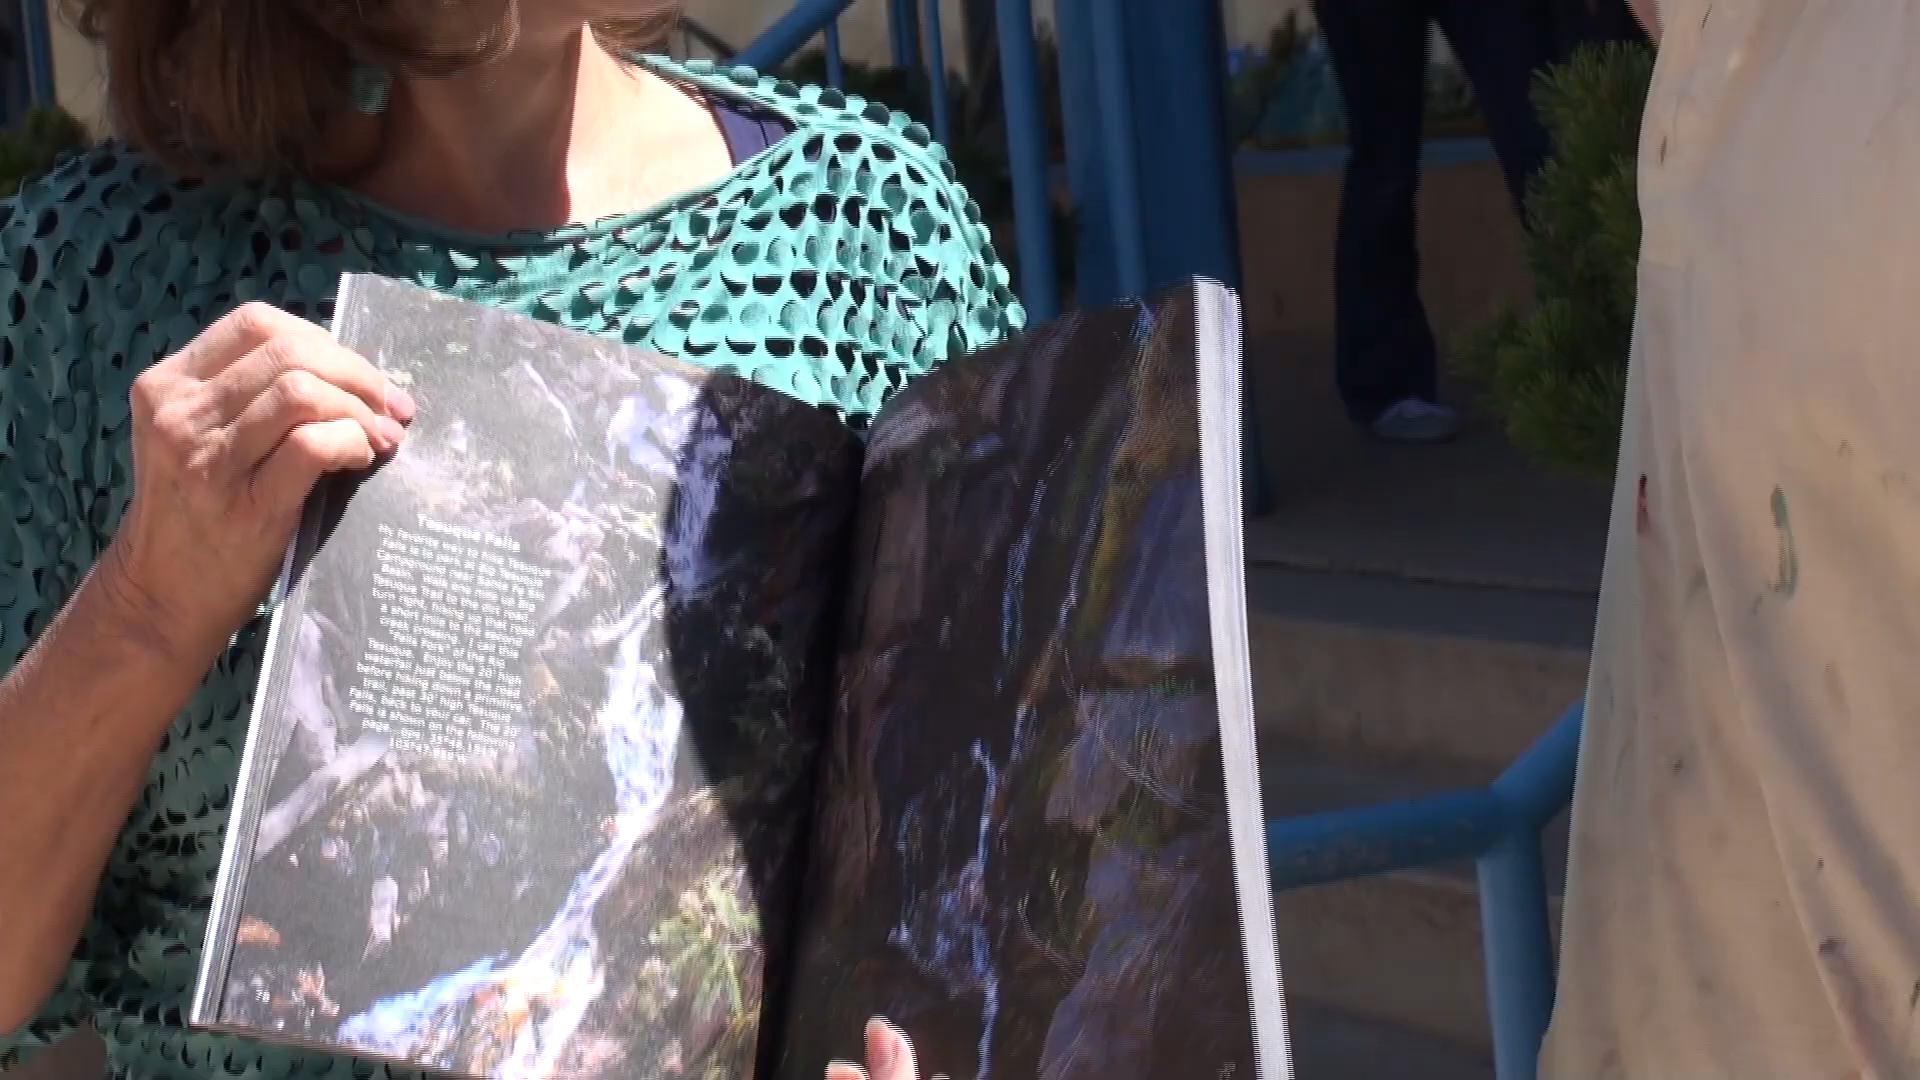 Tesuque Falls
My favorite way to hike Tesuque
Falls is to park at Big Tesuque
Campground near Santa Fe Ski
Basin. Walk one mile up Big
Tesuque Trail to the dirt road...
turn right, hiking up that road
a short mile to the second
creek crossing. I call this
"Falls Fork" of the Rio
Tesuque. Enjoy the 20' high
waterfall just below the road
before hiking down a primitive
trail, past 30' high Tesuque
Falls, back to your car. The 20'
Falls is shown on the following
page.
78